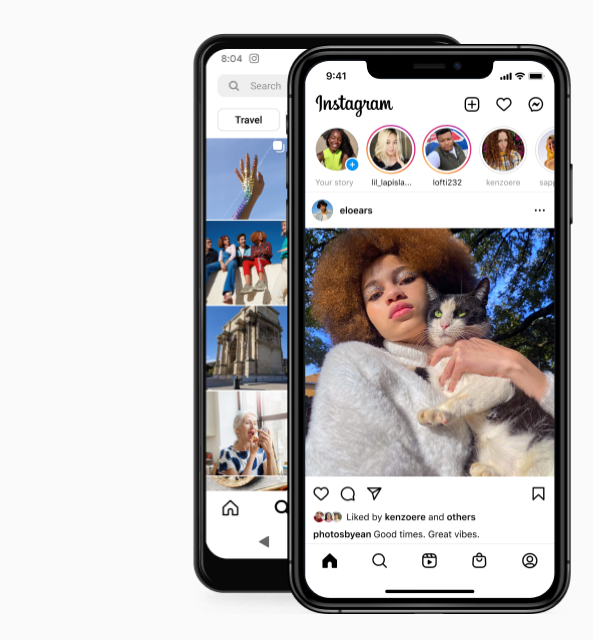 8:04
Search
Travel
9:41
Instagram
Your story
lil_lapisla...
lofti232
kenzoere
sapp
eloears
Liked by kenzoere and others
photosbyean Good times. Great vibes.